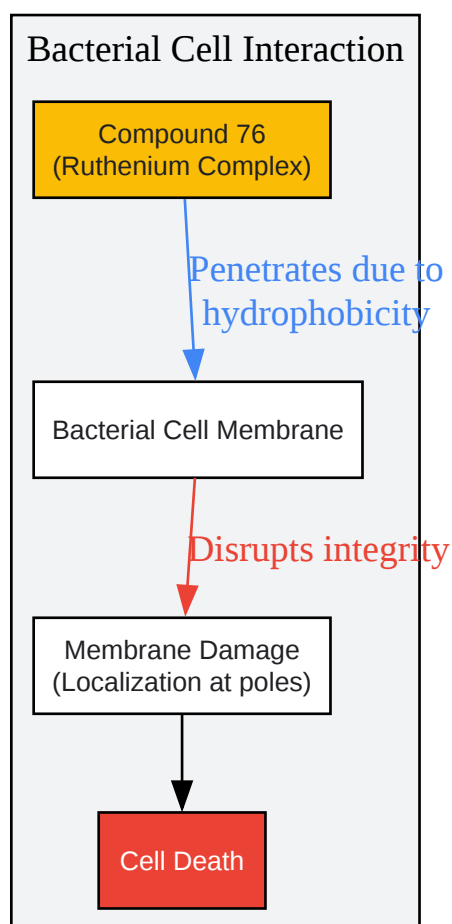 Bacterial Cell Interaction
Compound 76
(Ruthenium Complex)
Penetrates due to
hydrophobicity
Bacterial Cell Membrane
Disrupts integrity
Membrane Damage
(Localization at poles)
Cell Death